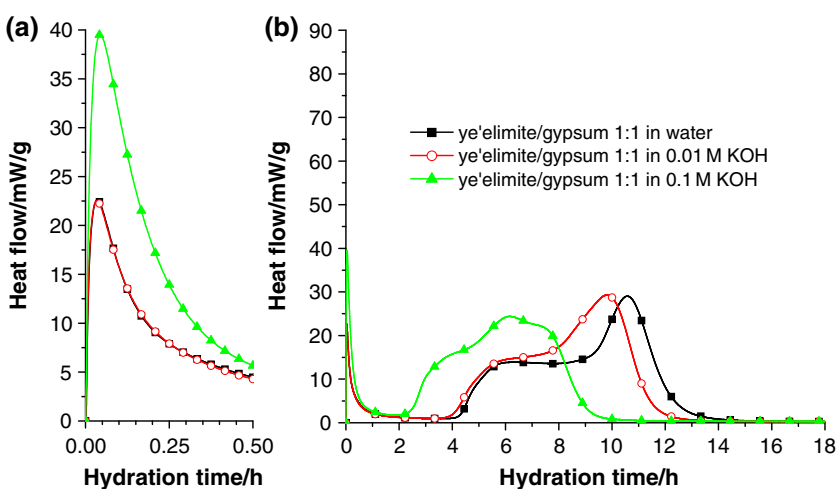 (a)
Heat flow/mW/g
40
35
30
25
20
15
10
5
0
0.00 0.25 0.50
Hydration time/h
(b)
Heat flow/mW/g
90
80
70
60
50
40
30
20
10
0
ye'elimite/gypsum 1:1 in water
ye'elimite/gypsum 1:1 in 0.01 M KOH
ye'elimite/gypsum 1:1 in 0.1 M KOH
0 2 4 6 8 10 12 14 16 18
Hydration time/h